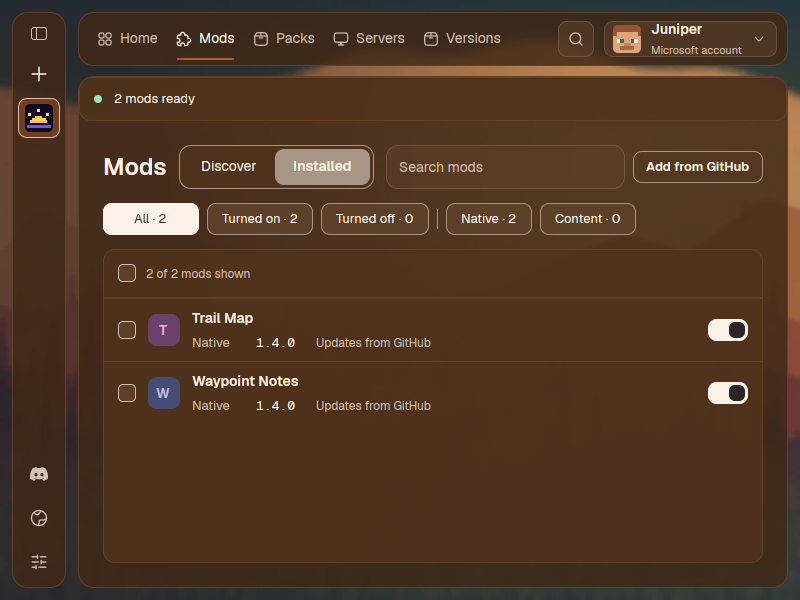 Home Mods Packs Servers Versions
Juniper
Microsoft account
2 mods ready
Mods Discover Installed Search mods Add from GitHub
All · 2 Turned on · 2 Turned off · 0 Native · 2 Content · 0
2 of 2 mods shown
T Trail Map
Native 1.4.0 Updates from GitHub
W Waypoint Notes
Native 1.4.0 Updates from GitHub